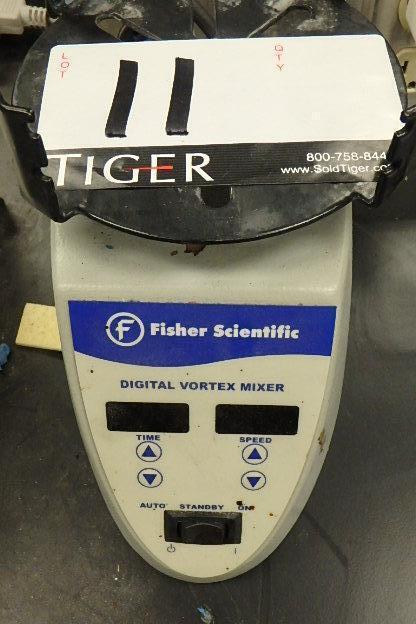 LOT
QTY
11
TIGER
800-758-844
www.SoldTiger.co
Fisher Scientific
DIGITAL VORTEX MIXER
TIME SPEED
AUTO STANDBY ON